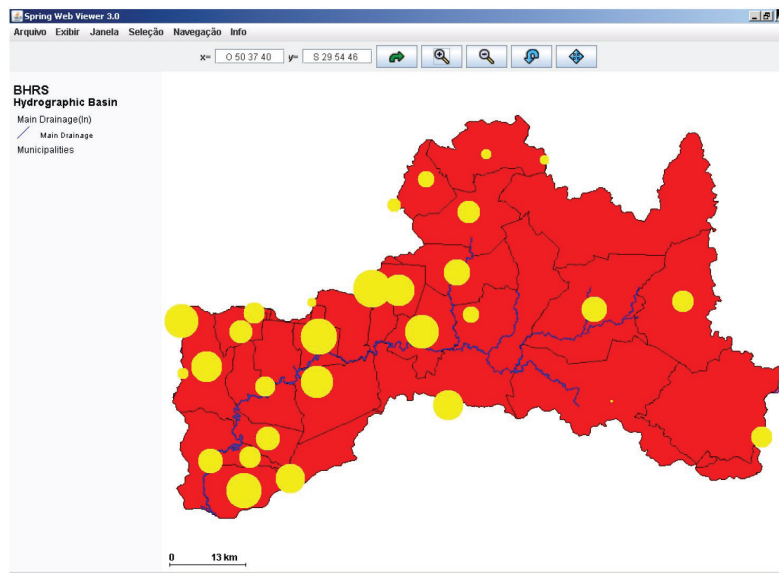 Spring Web Viewer 3.0
Arquivo Exibir Janela Seleção Navegação Info
x= O 50 37 40 y= S 29 54 46
BHRS
Hydrographic Basin
Main Drainage(ln)
Main Drainage
Municipalities
0 13 km